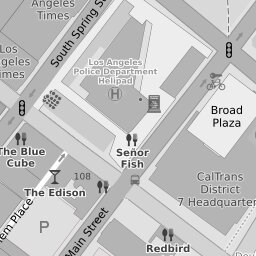 Angeles
Times
South Spring S
Los
Angeles
Times
Los Angeles
Police Department
Helipad
H
Broad
Plaza
The Blue
Cube
Señor
Fish
108
The Edison
CalTrans
District
7 Headquarter
Place
P
Main Street
Redbird